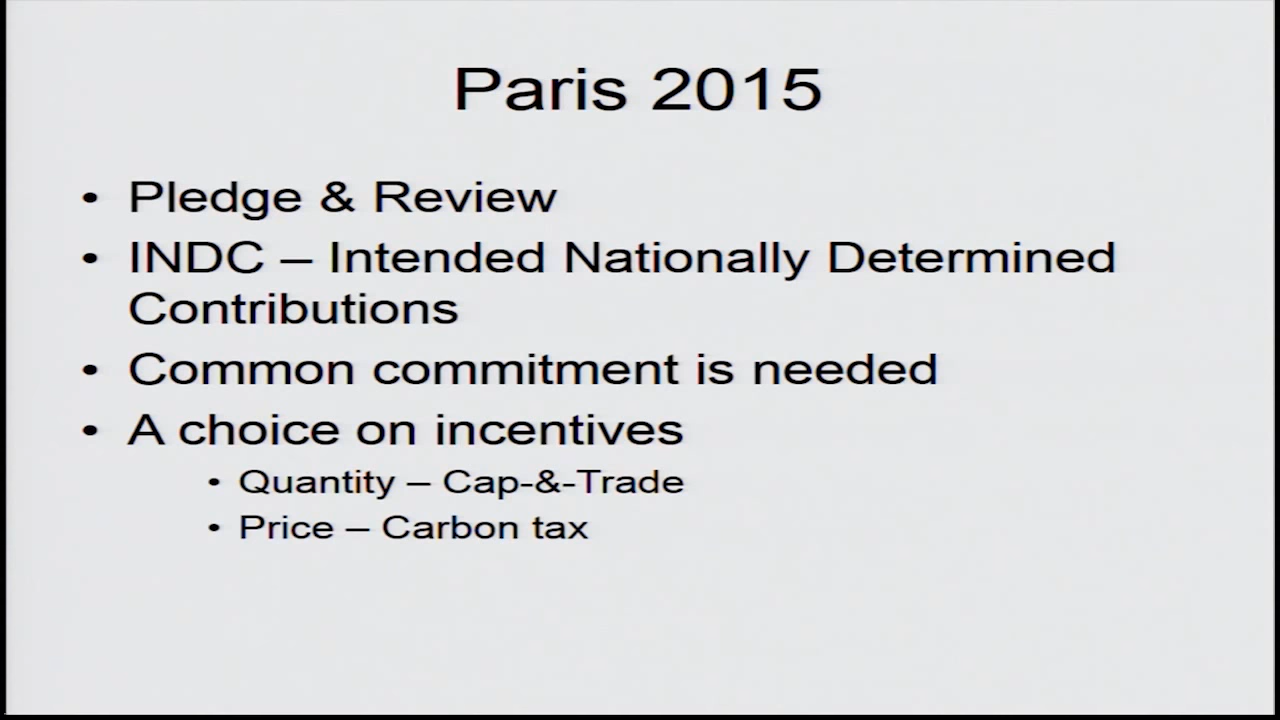 Paris 2015
• Pledge & Review
• INDC – Intended Nationally Determined
Contributions
• Common commitment is needed
• A choice on incentives
• Quantity – Cap-&-Trade
• Price – Carbon tax